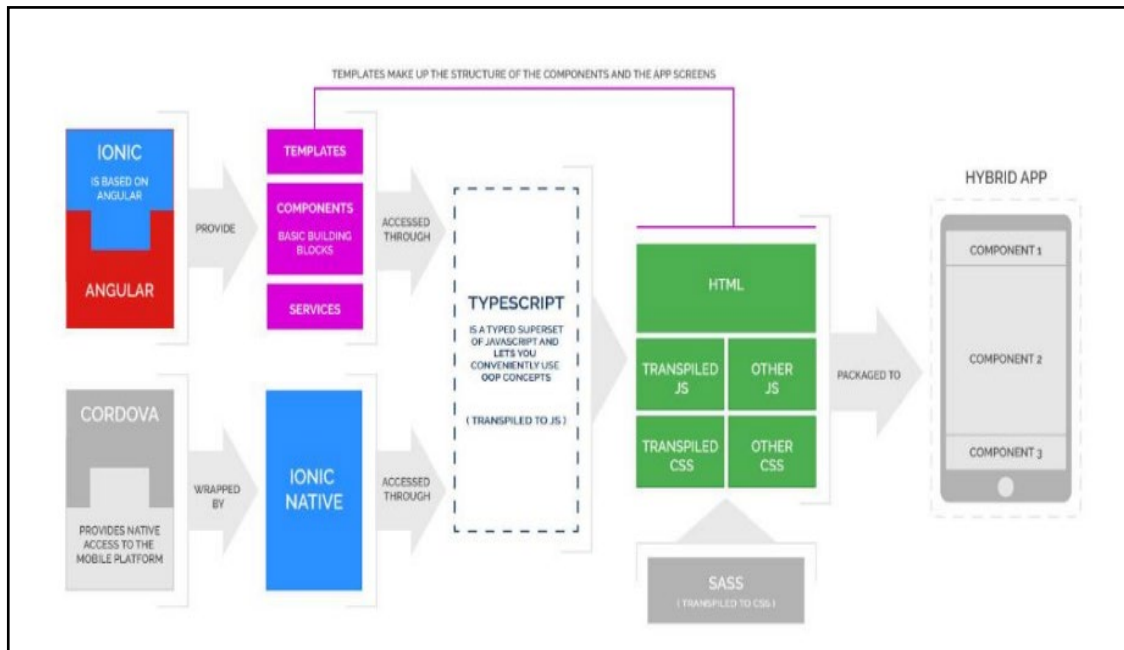 TEMPLATES MAKE UP THE STRUCTURE OF THE COMPONENTS AND THE APP SCREENS
IONIC
IS BASED ON
ANGULAR
ANGULAR
PROVIDE
TEMPLATES
COMPONENTS
BASIC BUILDING
BLOCKS
SERVICES
ACCESSED
THROUGH
CORDOVA
PROVIDES NATIVE
ACCESS TO THE
MOBILE PLATFORM
WRAPPED
BY
IONIC
NATIVE
ACCESSED
THROUGH
TYPESCRIPT
IS A TYPED SUPERSET
OF JAVASCRIPT AND
LETS YOU
CONVENIENTLY USE
OOP CONCEPTS
( TRANSPILED TO JS )
HTML
TRANSPILED
JS
OTHER
JS
TRANSPILED
CSS
OTHER
CSS
SASS
( TRANSPILED TO CSS )
PACKAGED TO
HYBRID APP
COMPONENT 1
COMPONENT 2
COMPONENT 3